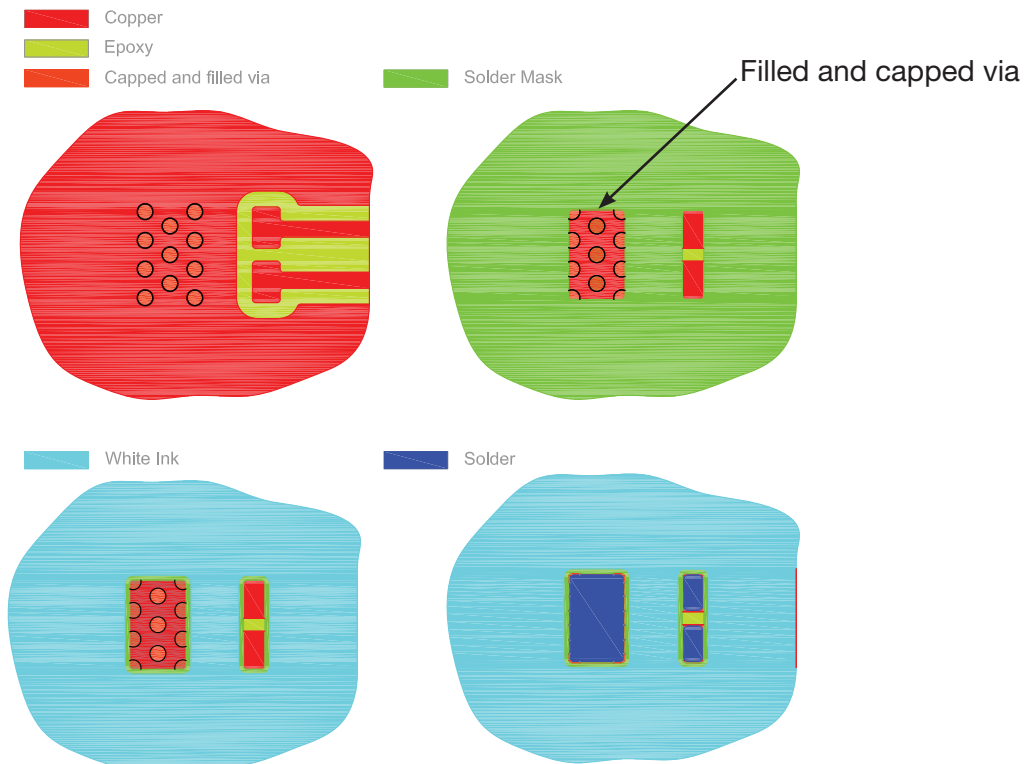 Copper
Epoxy
Capped and filled via
Solder Mask
Filled and capped via
White Ink
Solder